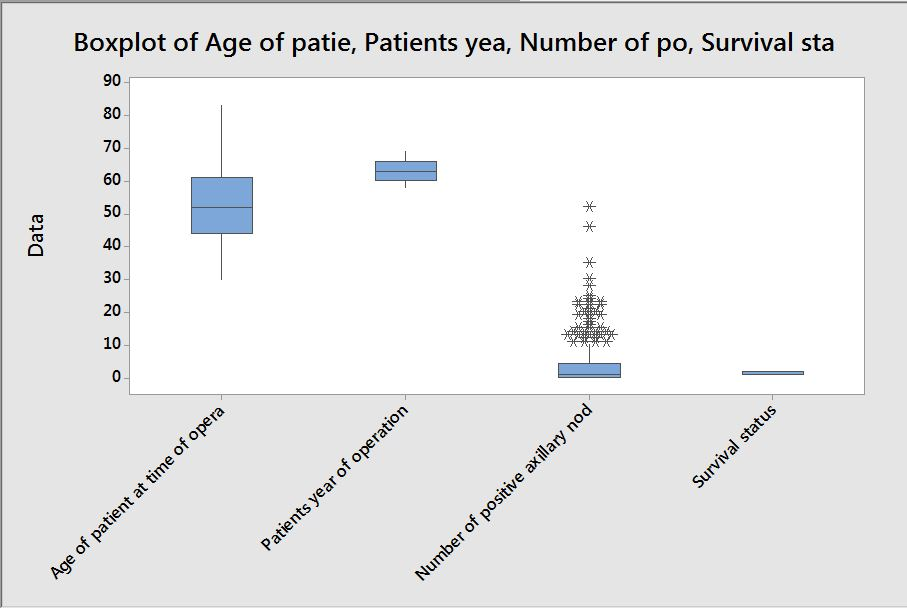 Boxplot of Age of patie, Patients yea, Number of po, Survival sta
Data
90
80
70
60
50
40
30
20
10
0
Age of patient at time of opera
Patients year of operation
Number of positive axillary nod
Survival status